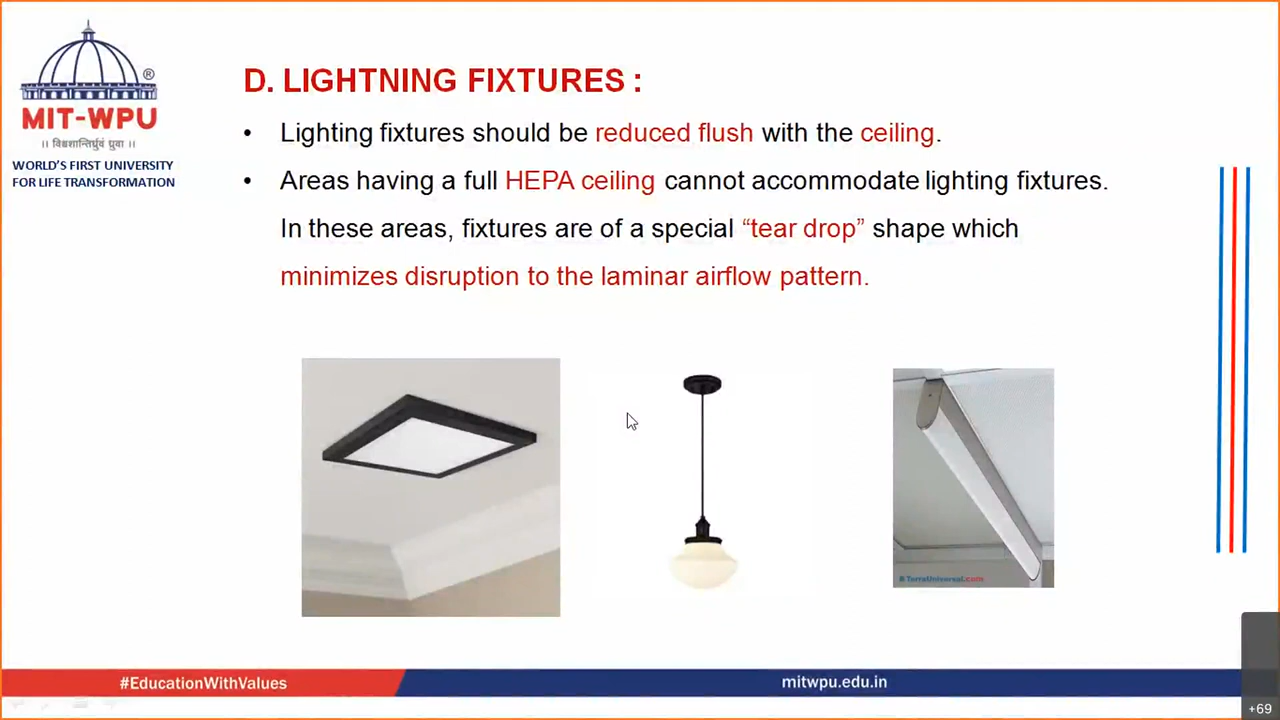 ®
MIT-WPU
॥ विश्वशान्तिर्ध्रुवं ध्रुवा ॥
WORLD'S FIRST UNIVERSITY
FOR LIFE TRANSFORMATION
D. LIGHTNING FIXTURES :
• Lighting fixtures should be reduced flush with the ceiling.
• Areas having a full HEPA ceiling cannot accommodate lighting fixtures.
In these areas, fixtures are of a special “tear drop” shape which
minimizes disruption to the laminar airflow pattern.
TerraUniversal.com
#EducationWithValues
mitwpu.edu.in
+69